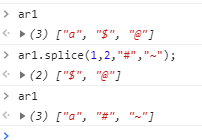 ar1
(3) ["a", "$", "@"]
ar1.splice(1,2,"#","~");
(2) ["$", "@"]
ar1
(3) ["a", "#", "~"]